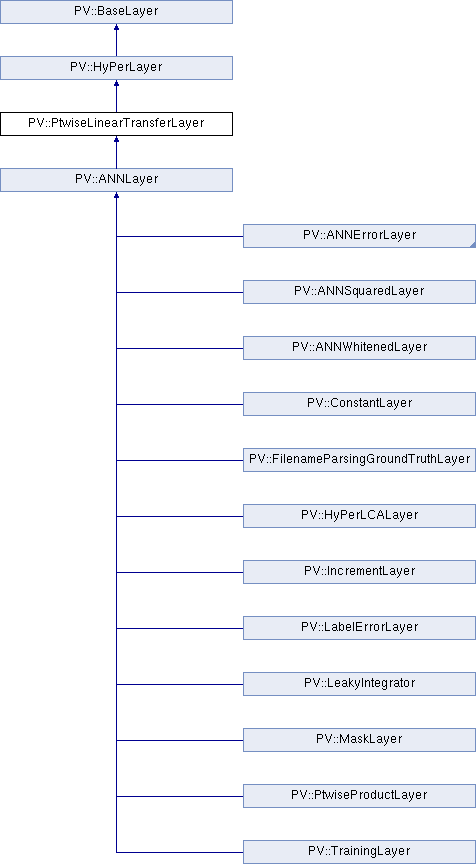 PV::BaseLayer
PV::HyPerLayer
PV::PtwiseLinearTransferLayer
PV::ANNLayer
PV::ANNErrorLayer
PV::ANNSquaredLayer
PV::ANNWhitenedLayer
PV::ConstantLayer
PV::FilenameParsingGroundTruthLayer
PV::HyPerLCALayer
PV::IncrementLayer
PV::LabelErrorLayer
PV::LeakyIntegrator
PV::MaskLayer
PV::PtwiseProductLayer
PV::TrainingLayer